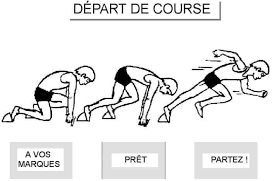 DÉPART DE COURSE
A VOS
MARQUES
PRÊT
PARTEZ !